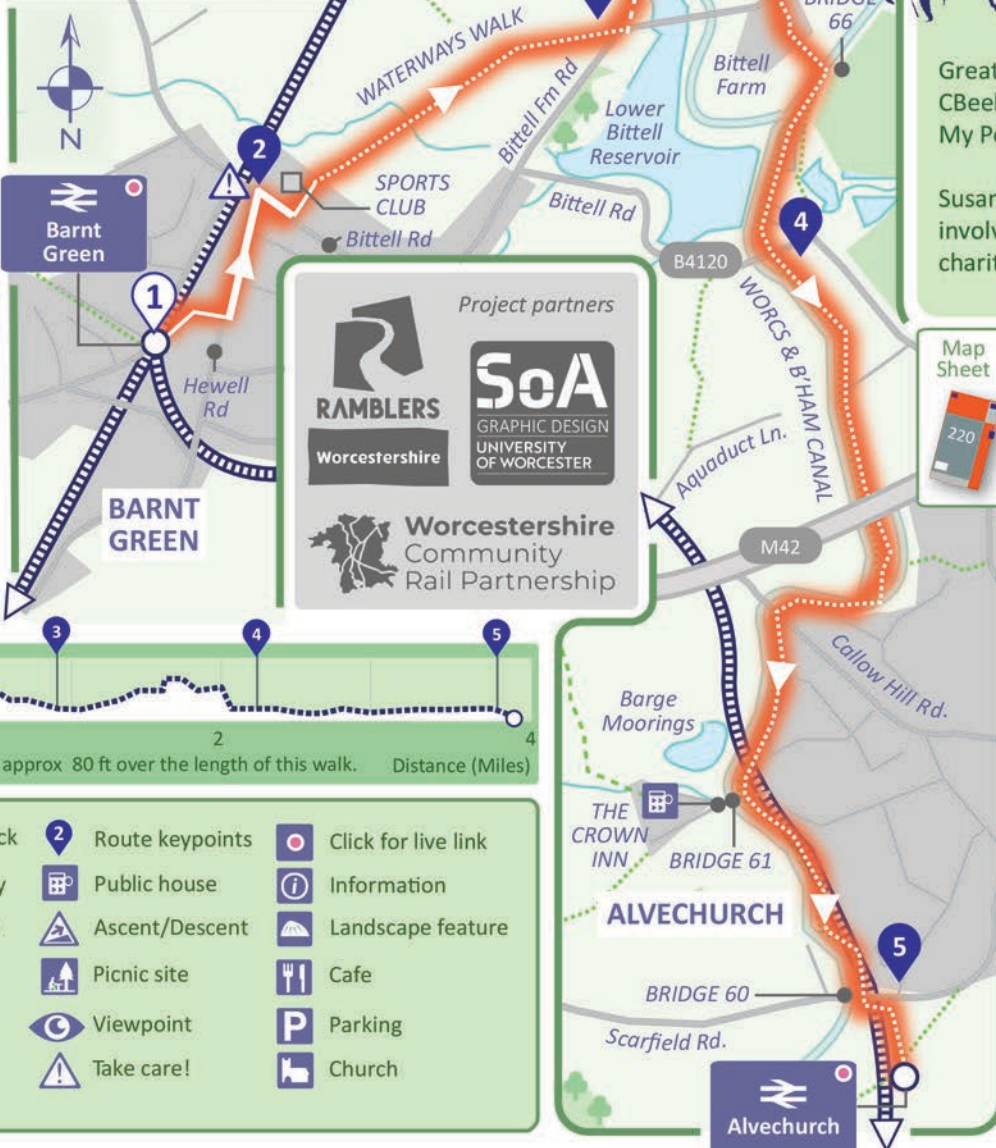 BRIDGE
66
WATERWAYS WALK
N
2
Bittell Fm Rd
Bittell
Farm
Lower
Bittell
Reservoir
Great
SPORTS
CLUB
Barnt
Green
Bittell Rd
Bittell Rd
4
B4120
1
Project partners
RAMBLERS
Worcestershire
SoA
GRAPHIC DESIGN
UNIVERSITY
OF WORCESTER
Worcestershire
Community
Rail Partnership
Hewell
Rd
BARNT
GREEN
WORCS & B'HAM CANAL
Map
Sheet
220
Aquaduct Ln.
M42
Callow Hill Rd.
Barge
Moorings
THE
CROWN
INN
BRIDGE 61
ALVECHURCH
5
BRIDGE 60
Scarfield Rd.
Alvechurch
3
4
5
2
4
approx 80 ft over the length of this walk.
Distance (Miles)
2 Route keypoints
Public house
Ascent/Descent
Picnic site
Viewpoint
Take care!
Click for live link
i Information
Landscape feature
Cafe
P Parking
Church
My